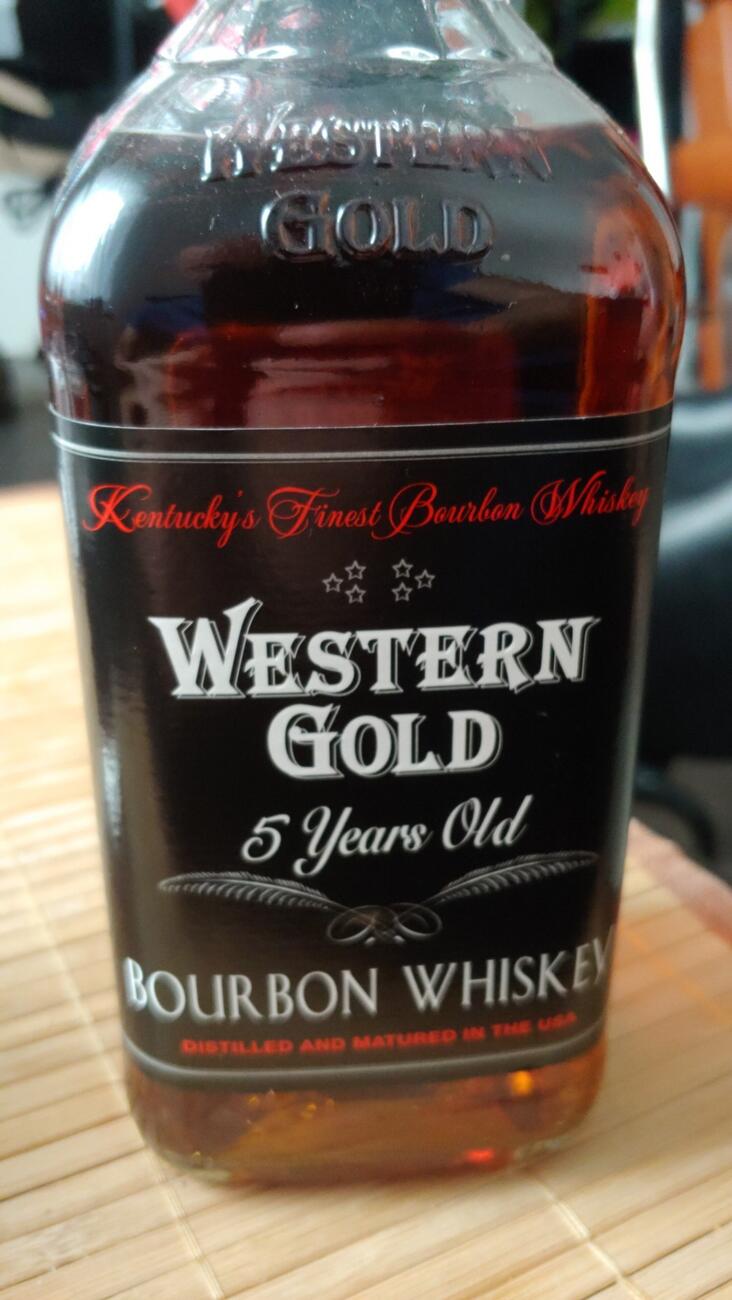 WESTERN
GOLD
Kentucky's Finest Bourbon Whiskey
WESTERN
GOLD
5 Years Old
BOURBON WHISKEY
DISTILLED AND MATURED IN THE USA